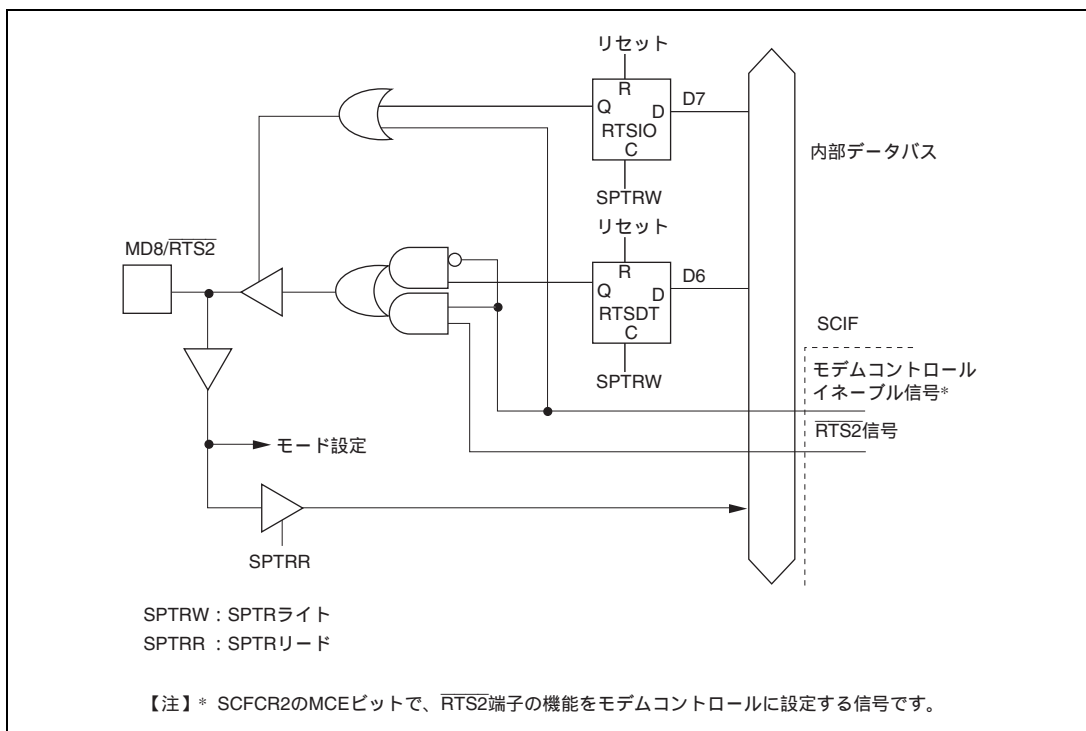 リセット
R
Q
D
D7
RTSIO
C
内部データバス
SPTRW
リセット
MD8/RTS2
R
Q
D
D6
RTSDT
C
SCIF
SPTRW
モデムコントロール
イネーブル信号*
RTS2信号
モード設定
SPTRR
SPTRW：SPTRライト
SPTRR ：SPTRリード
【注】* SCFCR2のMCEビットで、RTS2端子の機能をモデムコントロールに設定する信号です。